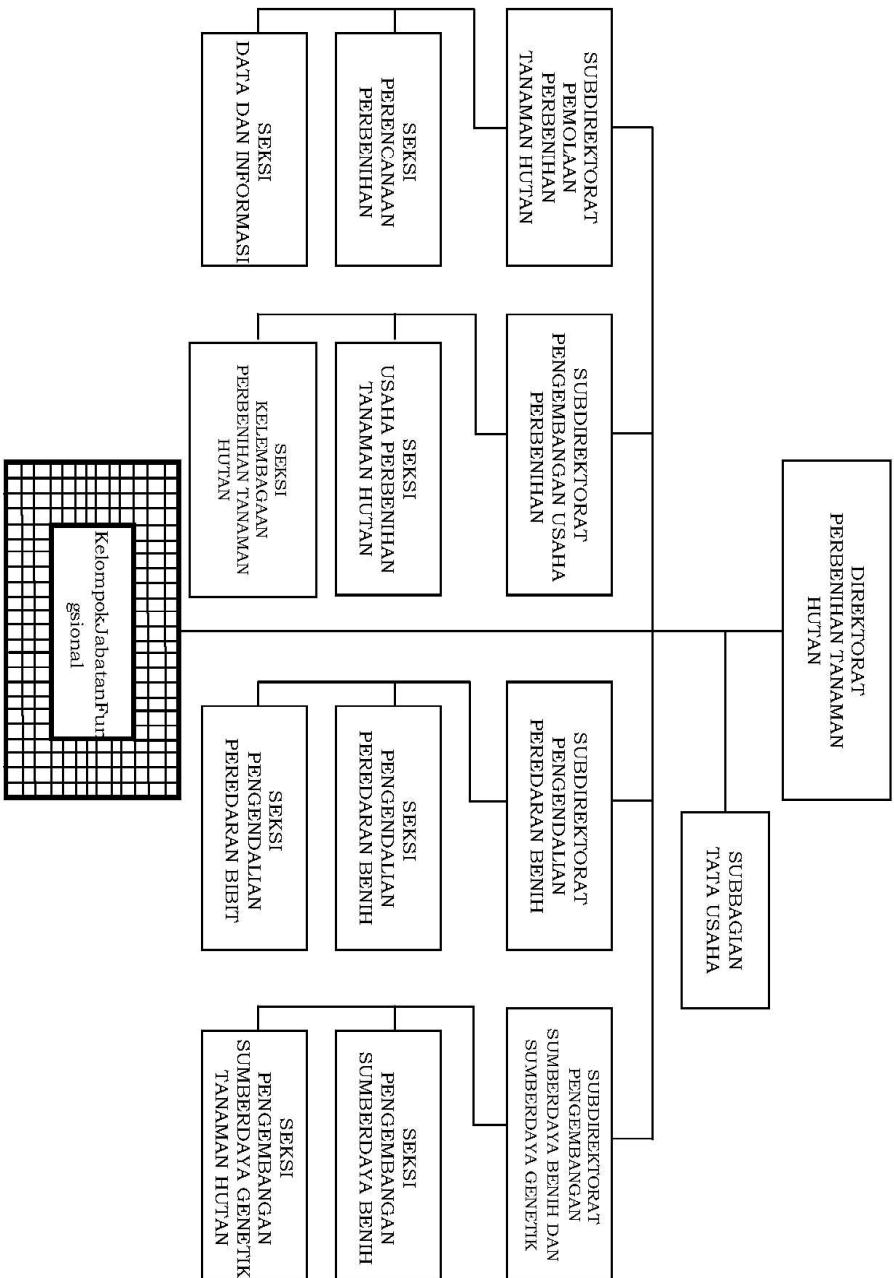 DIREKTORAT
PERBENIHAN TANAMAN
HUTAN
SUBBAGIAN
TATA USAHA
SUBDIREKTORAT
PEMOLAAN
PERBENIHAN
TANAMAN HUTAN
SUBDIREKTORAT
PENGEMBANGAN USAHA
PERBENIHAN
SUBDIREKTORAT
PENGENDALIAN
PEREDARAN BENIH
SUBDIREKTORAT
PENGEMBANGAN
SUMBERDAYA BENIH DAN
SUMBERDAYA GENETIK
SEKSI
PERENCANAAN
PERBENIHAN
SEKSI
USAHA PERBENIHAN
TANAMAN HUTAN
SEKSI
PENGENDALIAN
PEREDARAN BENIH
SEKSI
PENGEMBANGAN
SUMBERDAYA BENIH
SEKSI
DATA DAN INFORMASI
SEKSI
KELEMBAGAAN
PERBENIHAN TANAMAN
HUTAN
SEKSI
PENGENDALIAN
PEREDARAN BIBIT
SEKSI
PENGEMBANGAN
SUMBERDAYA GENETIK
TANAMAN HUTAN
KelompokJabatanFun
gsional